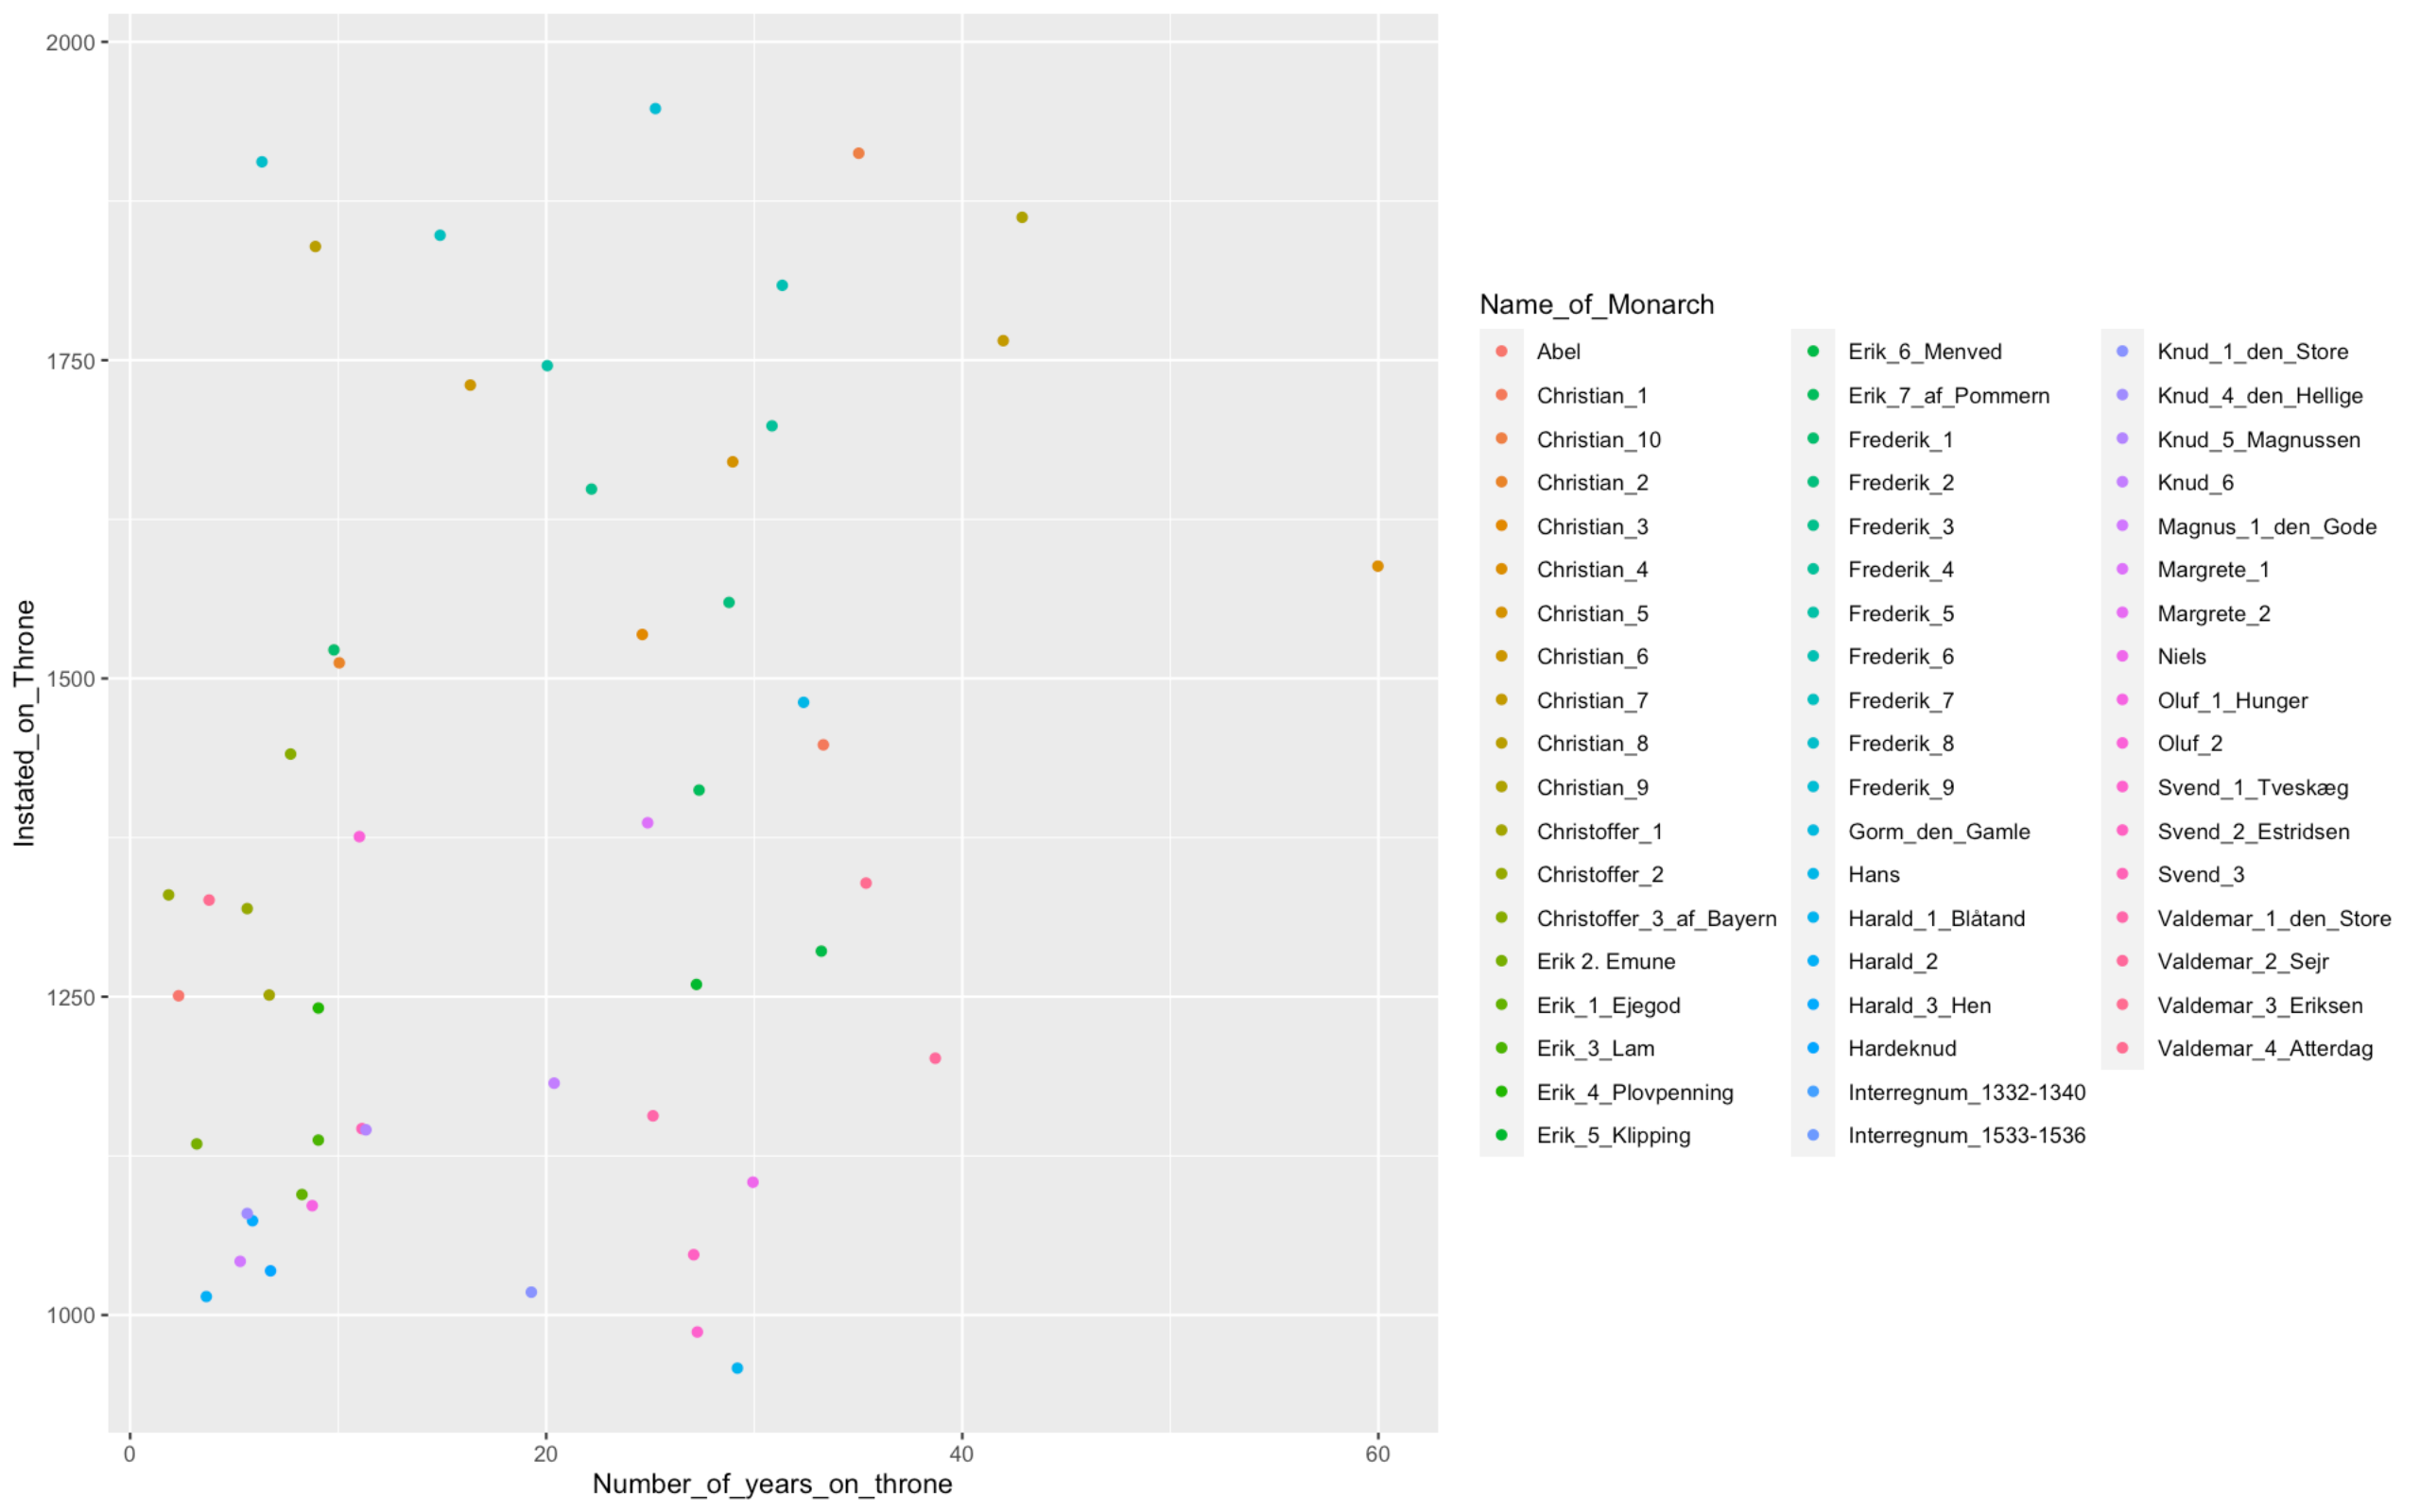 2000
1750
1500
1250
1000
Instated_on_Throne
0 20 40 60
Number_of_years_on_throne
Name_of_Monarch
Abel
Christian_1
Christian_10
Christian_2
Christian_3
Christian_4
Christian_5
Christian_6
Christian_7
Christian_8
Christian_9
Christoffer_1
Christoffer_2
Christoffer_3_af_Bayern
Erik 2. Emune
Erik_1_Ejegod
Erik_3_Lam
Erik_4_Plovpenning
Erik_5_Klipping
Erik_6_Menved
Erik_7_af_Pommern
Frederik_1
Frederik_2
Frederik_3
Frederik_4
Frederik_5
Frederik_6
Frederik_7
Frederik_8
Frederik_9
Gorm_den_Gamle
Hans
Harald_1_Blåtand
Harald_2
Harald_3_Hen
Hardeknud
Interregnum_1332-1340
Interregnum_1533-1536
Knud_1_den_Store
Knud_4_den_Hellige
Knud_5_Magnussen
Knud_6
Magnus_1_den_Gode
Margrete_1
Margrete_2
Niels
Oluf_1_Hunger
Oluf_2
Svend_1_Tveskæg
Svend_2_Estridsen
Svend_3
Valdemar_1_den_Store
Valdemar_2_Sejr
Valdemar_3_Eriksen
Valdemar_4_Atterdag